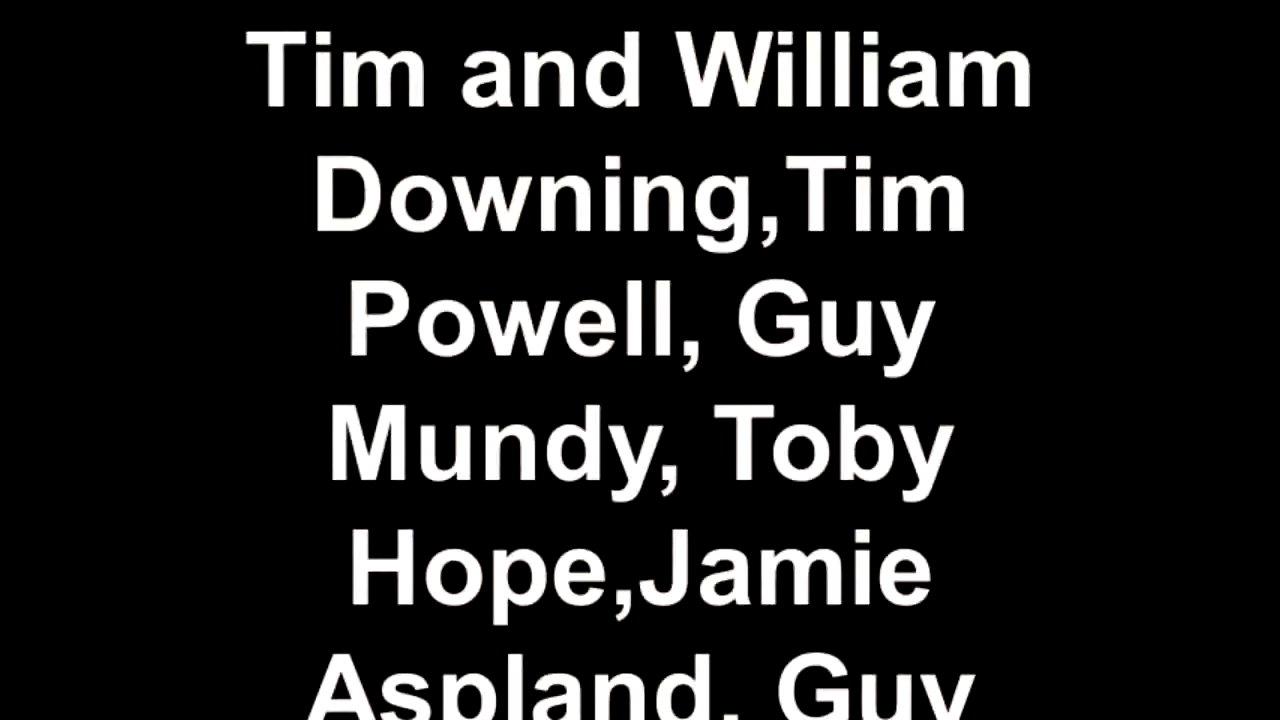 Tim and William
Downing,Tim
Powell, Guy
Mundy, Toby
Hope,Jamie
Aspland, Guy